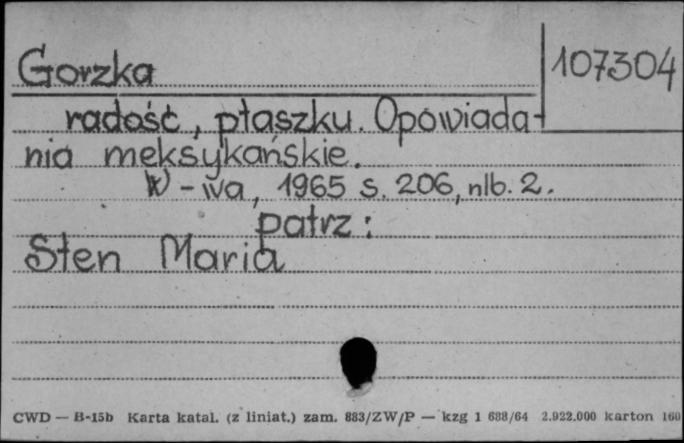 Gorzka
107304
radość, ptaszku. Opowiada-
nia meksykańskie.
W-wa, 1965 s. 206, nlb. 2.
patrz:
Sten Maria
CWD — B-15b Karta katal. (z liniat.) zam. 883/ZW/P — kzg 1 688/64 2.922.000 karton 160